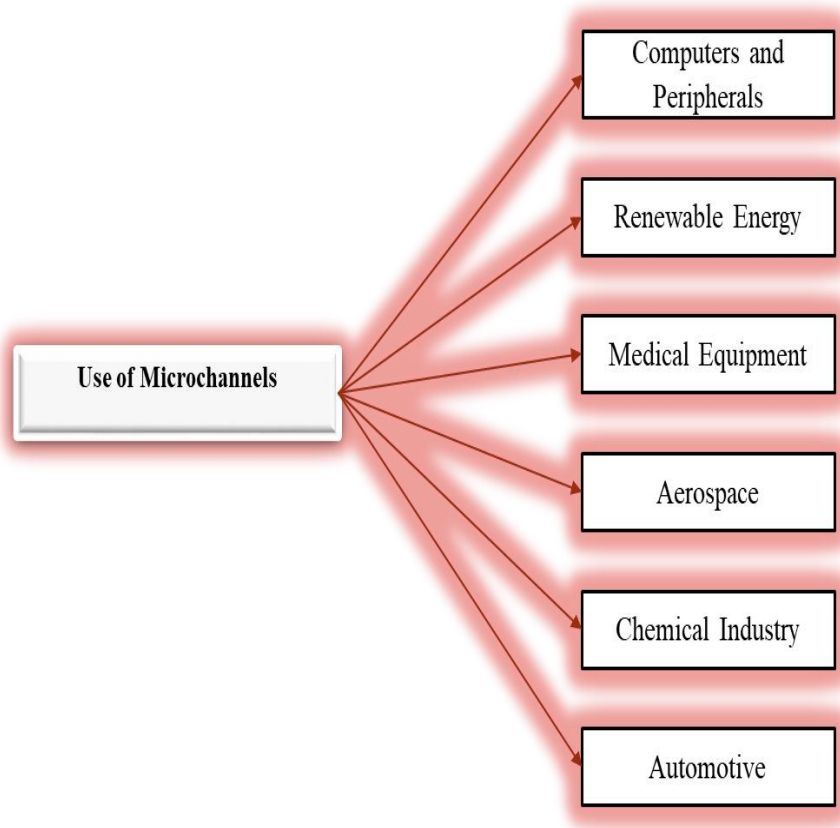 Computers and
Peripherals
Renewable Energy
Use of Microchannels
Medical Equipment
Aerospace
Chemical Industry
Automotive